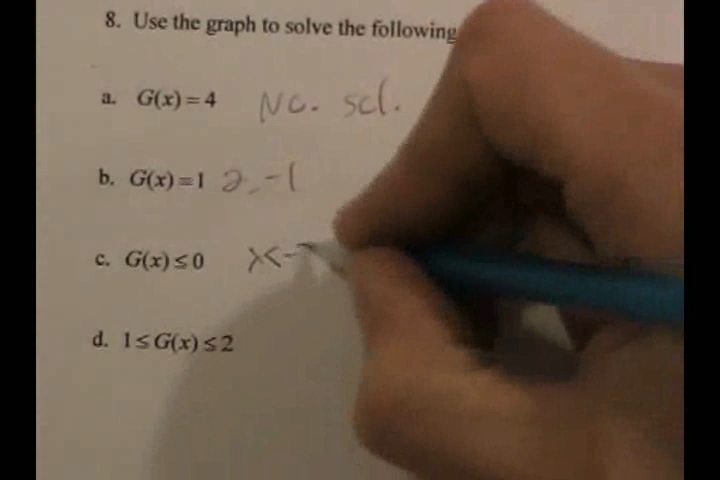 8. Use the graph to solve the following
a. G(x) = 4 No. sol.
b. G(x) = 1 2, -1
c. G(x) ≤ 0 x<-
d. 1 ≤ G(x) ≤ 2